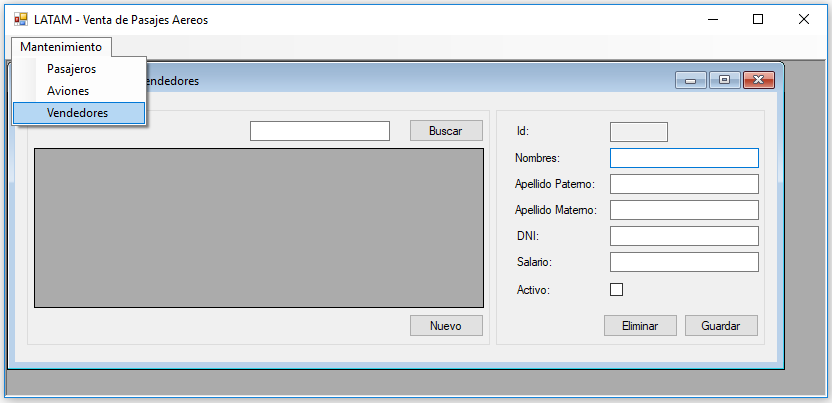 LATAM - Venta de Pasajes Aereos
Mantenimiento
Pasajeros
Aviones
Vendedores
endedores
Buscar
Nuevo
Id:
Nombres:
Apellido Paterno:
Apellido Materno:
DNI:
Salario:
Activo:
Eliminar
Guardar